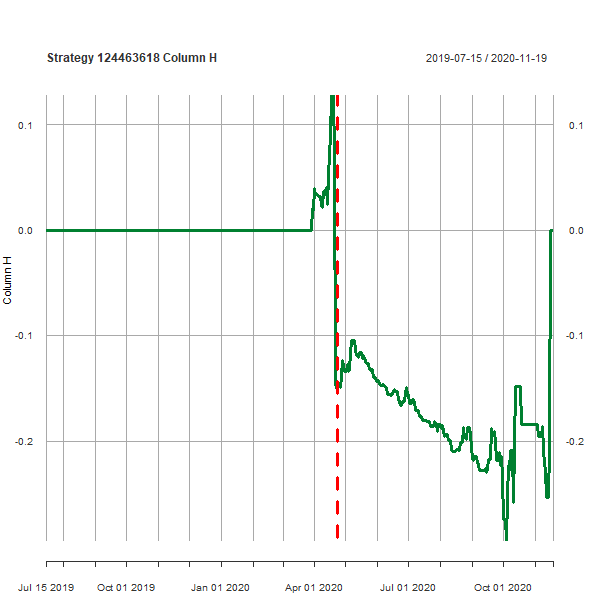 Strategy 124463618 Column H 2019-07-15 / 2020-11-19
0.1 0.1
0.0 0.0
Column H
-0.1 -0.1
-0.2 -0.2
Jul 15 2019 Oct 01 2019 Jan 01 2020 Apr 01 2020 Jul 01 2020 Oct 01 2020